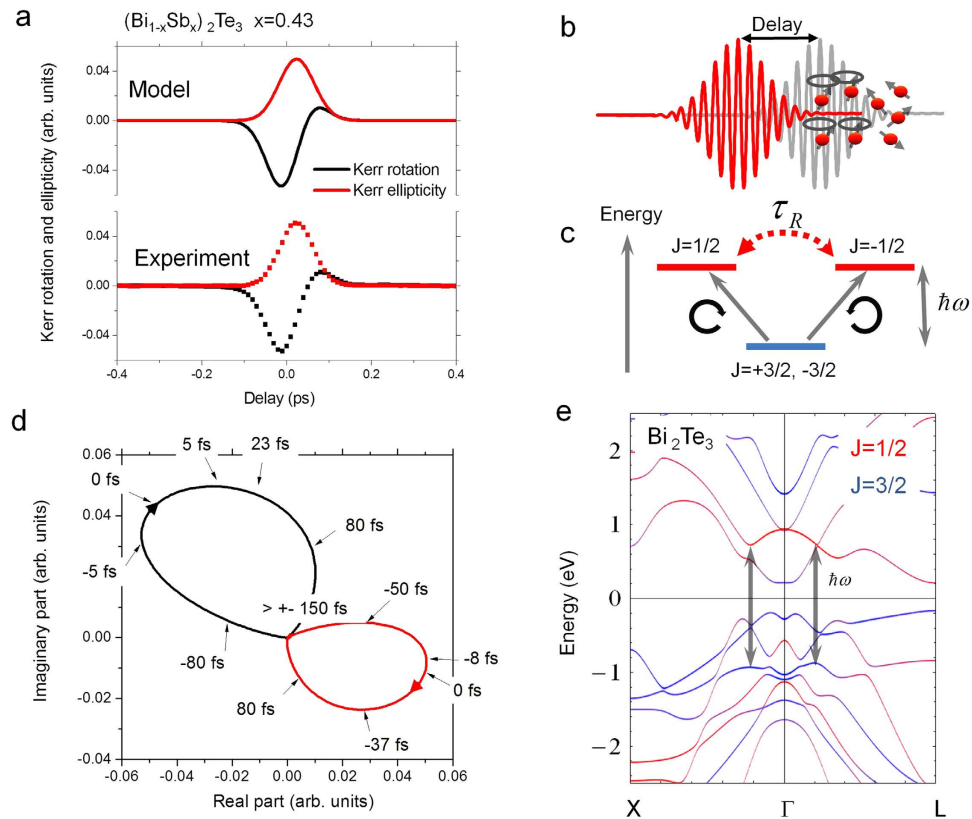 a
(Bi1-xSbx)2Te3 x=0.43
Kerr rotation and ellipticity (arb. units)
0.04
0.00
-0.04
Model
Kerr rotation
Kerr ellipticity
0.04
0.00
-0.04
Experiment
-0.4
-0.2
0.0
0.2
0.4
Delay (ps)
b
Delay
c
Energy
τR
J=1/2
J=-1/2
ħω
J=+3/2, -3/2
d
Imaginary part (arb. units)
0.06
0.04
0.02
0.00
-0.02
-0.04
5 fs
23 fs
0 fs
80 fs
-5 fs
> +- 150 fs
-50 fs
-80 fs
-8 fs
0 fs
80 fs
-37 fs
-0.06
-0.04
-0.02
0.00
0.02
0.04
0.06
Real part (arb. units)
e
Bi2Te3
J=1/2
J=3/2
Energy (eV)
2
1
0
−1
−2
ħω
X
Γ
L